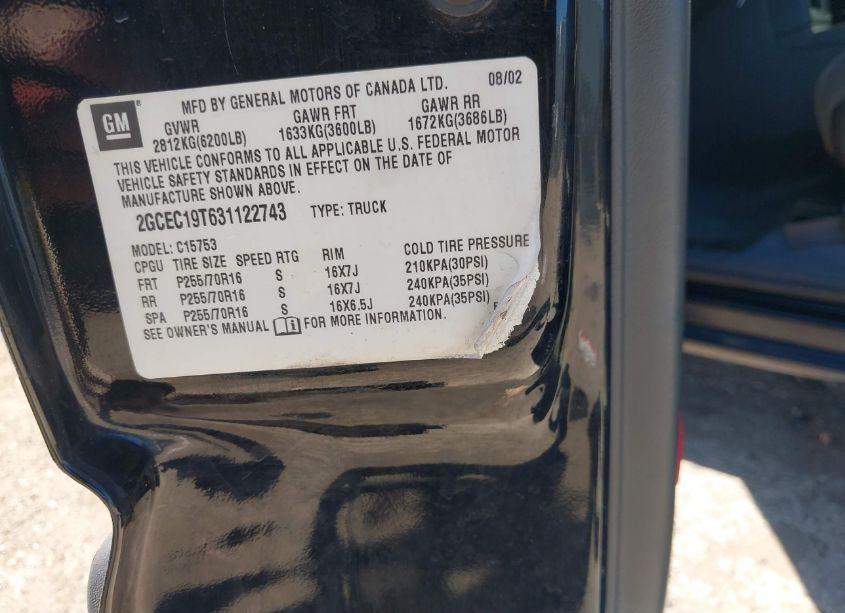 GM
MFD BY GENERAL MOTORS OF CANADA LTD. 08/02
GVWR GAWR FRT GAWR RR
2812KG(6200LB) 1633KG(3600LB) 1672KG(3686LB)
THIS VEHICLE CONFORMS TO ALL APPLICABLE U.S. FEDERAL MOTOR
VEHICLE SAFETY STANDARDS IN EFFECT ON THE DATE OF
MANUFACTURE SHOWN ABOVE.
2GCEC19T631122743 TYPE: TRUCK
MODEL: C15753
CPGU TIRE SIZE SPEED RTG RIM COLD TIRE PRESSURE
FRT P255/70R16 S 16X7J 210KPA(30PSI)
RR P255/70R16 S 16X7J 240KPA(35PSI)
SPA P255/70R16 S 16X6.5J 240KPA(35PSI)
SEE OWNER'S MANUAL FOR MORE INFORMATION.